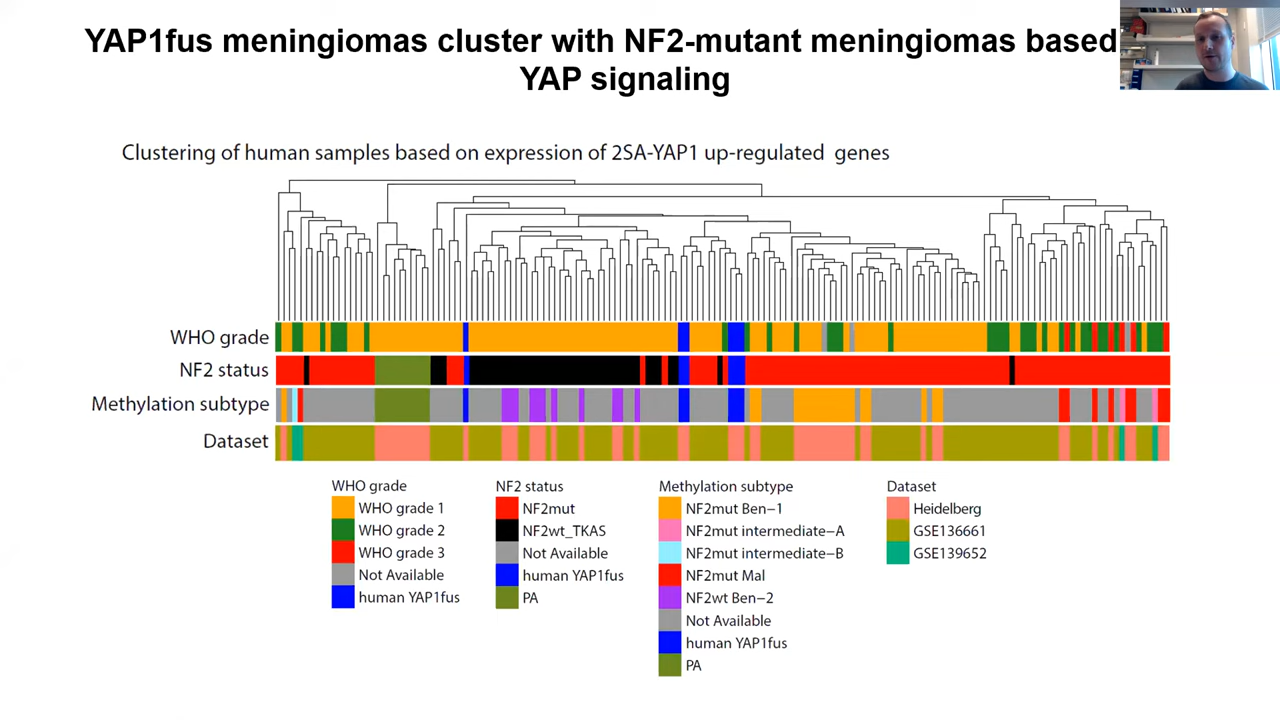 YAP1fus meningiomas cluster with NF2-mutant meningiomas based
YAP signaling
Clustering of human samples based on expression of 2SA-YAP1 up-regulated genes
WHO grade
NF2 status
Methylation subtype
Dataset
WHO grade
WHO grade 1
WHO grade 2
WHO grade 3
Not Available
human YAP1fus
NF2 status
NF2mut
NF2wt_TKAS
Not Available
human YAP1fus
PA
Methylation subtype
NF2mut Ben−1
NF2mut intermediate−A
NF2mut intermediate−B
NF2mut Mal
NF2wt Ben−2
Not Available
human YAP1fus
PA
Dataset
Heidelberg
GSE136661
GSE139652